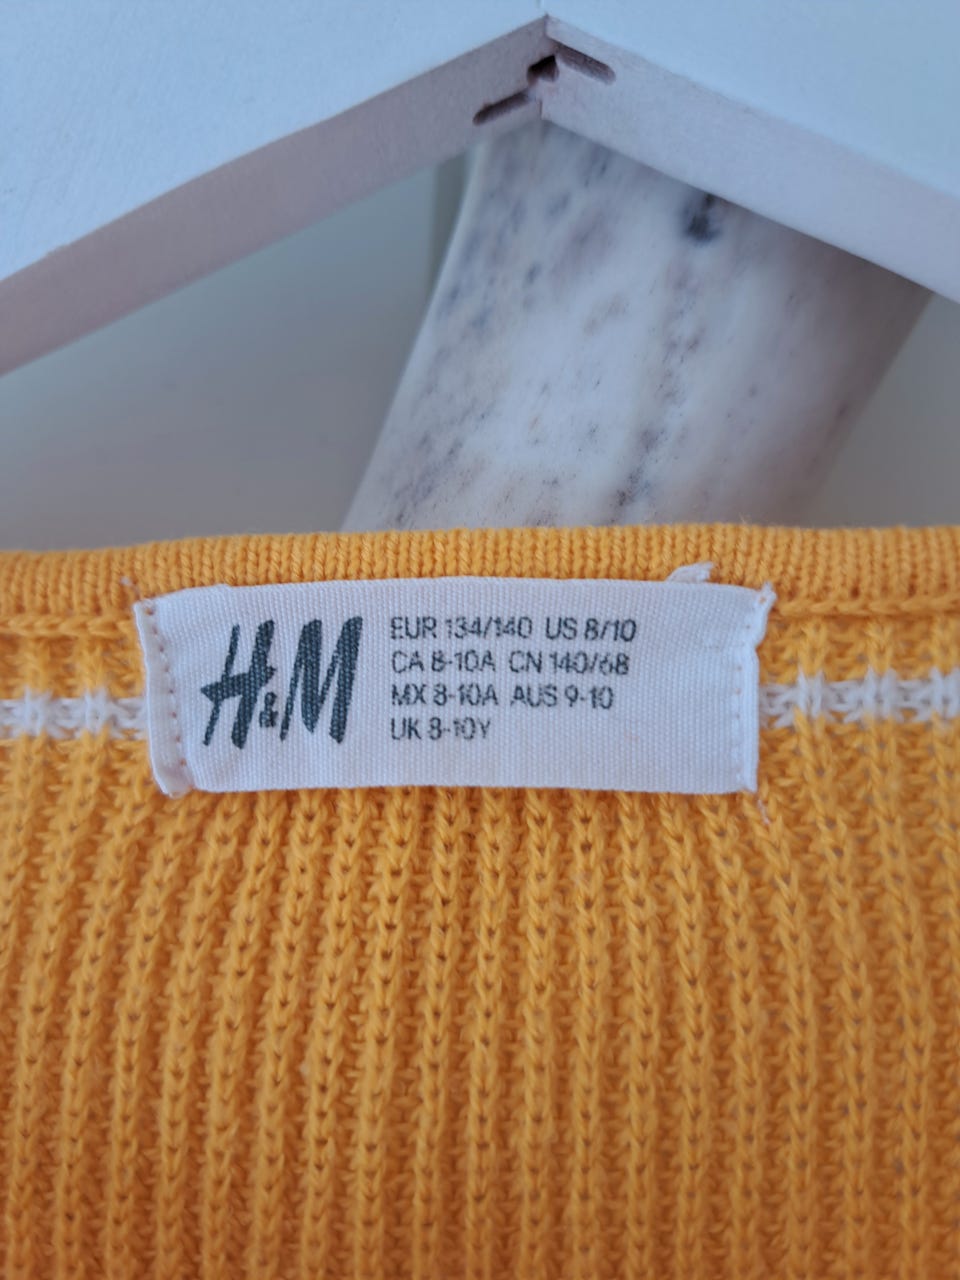 H&M
EUR 134/140 US 8/10
CA 8-10A CN 140/68
MX 8-10A AUS 9-10
UK 8-10Y